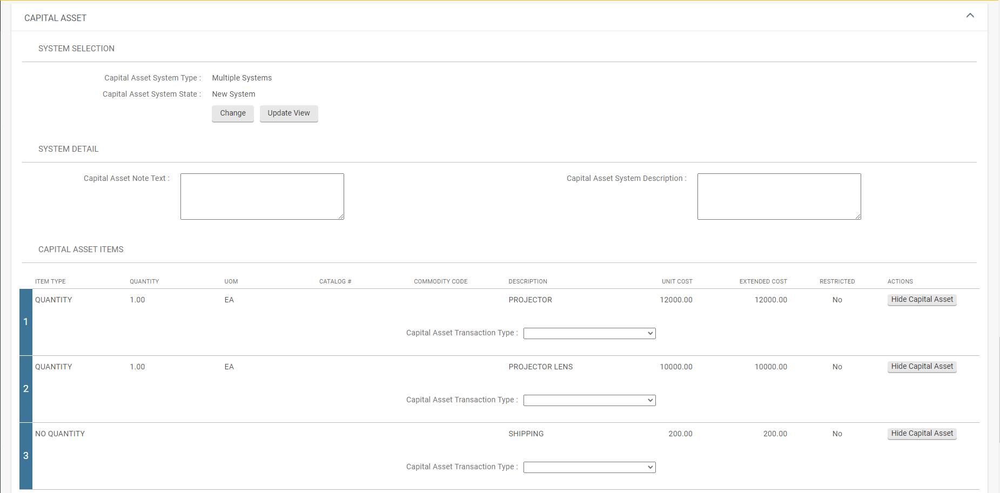 CAPITAL ASSET
SYSTEM SELECTION
Capital Asset System Type : Multiple Systems
Capital Asset System State : New System
Change Update View
SYSTEM DETAIL
Capital Asset Note Text : Capital Asset System Description :
CAPITAL ASSET ITEMS
ITEM TYPE QUANTITY UOM CATALOG # COMMODITY CODE DESCRIPTION UNIT COST EXTENDED COST RESTRICTED ACTIONS
QUANTITY 1.00 EA PROJECTOR 12000.00 12000.00 No Hide Capital Asset
1
Capital Asset Transaction Type :
QUANTITY 1.00 EA PROJECTOR LENS 10000.00 10000.00 No Hide Capital Asset
2
Capital Asset Transaction Type :
NO QUANTITY SHIPPING 200.00 200.00 No Hide Capital Asset
3
Capital Asset Transaction Type :